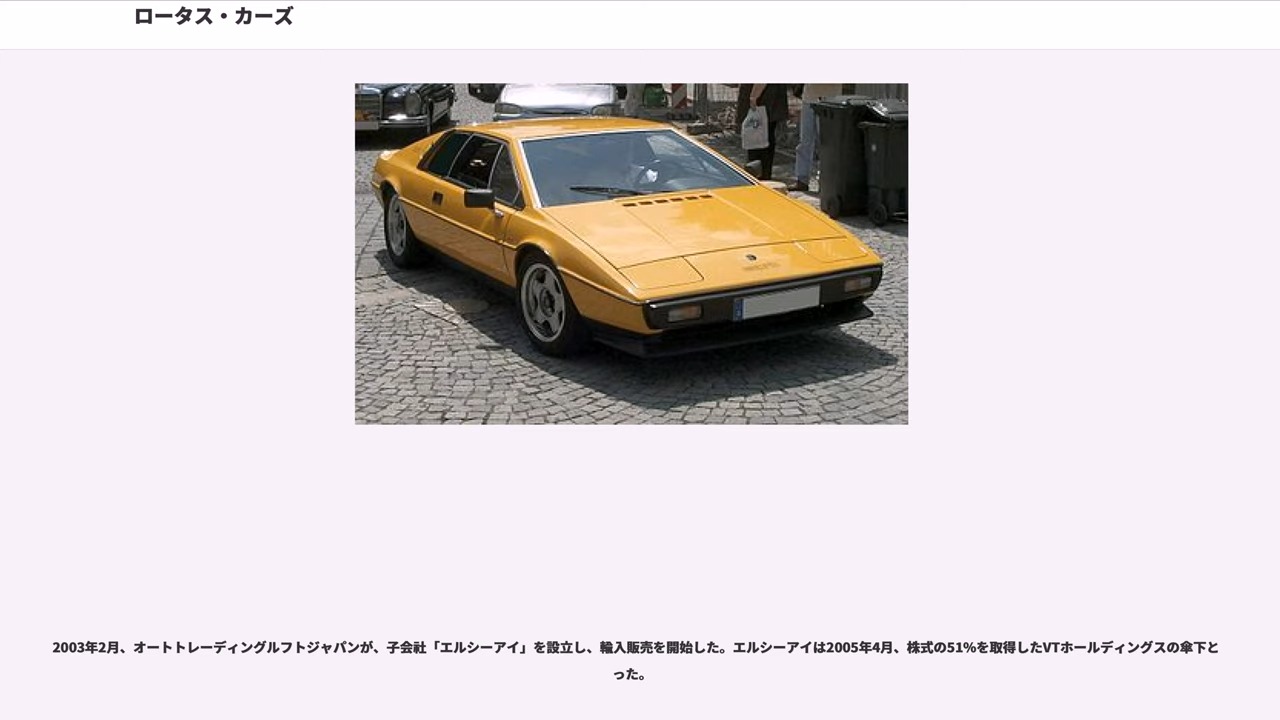 ロータス・カーズ
2003年2月、オートトレーディングルフトジャパンが、子会社「エルシーアイ」を設立し、輸入販売を開始した。エルシーアイは2005年4月、株式の51%を取得したVTホールディングスの傘下と
った。